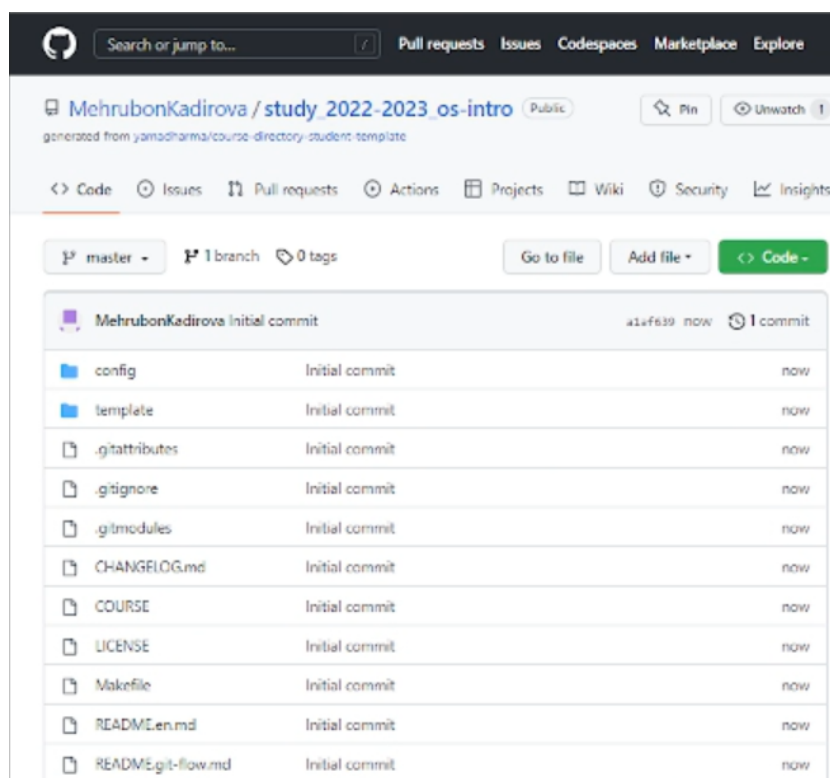 Search or jump to... / Pull requests Issues Codespaces Marketplace Explore
MehrubonKadirova / study_2022-2023_os-intro Public Pin Unwatch 1
generated from yamadharma/course-directory-student-template
<> Code Issues Pull requests Actions Projects Wiki Security Insights
master 1 branch 0 tags Go to file Add file <> Code
MehrubonKadirova Initial commit a1af639 now 1 commit
config Initial commit now
template Initial commit now
.gitattributes Initial commit now
.gitignore Initial commit now
.gitmodules Initial commit now
CHANGELOG.md Initial commit now
COURSE Initial commit now
LICENSE Initial commit now
Makefile Initial commit now
README.en.md Initial commit now
README.git-flow.md Initial commit now